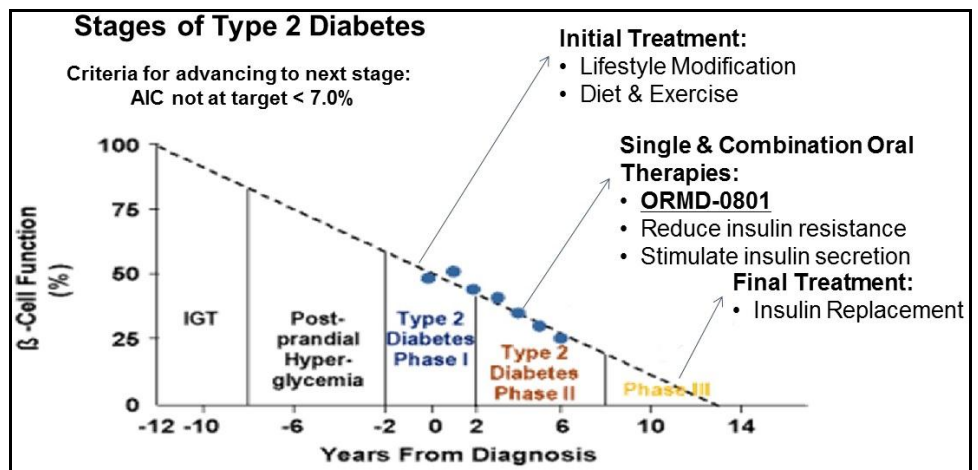 Stages of Type 2 Diabetes
Criteria for advancing to next stage:
AIC not at target < 7.0%
Initial Treatment:
• Lifestyle Modification
• Diet & Exercise
Single & Combination Oral
Therapies:
• ORMD-0801
• Reduce insulin resistance
• Stimulate insulin secretion
Final Treatment:
• Insulin Replacement
ß -Cell Function
(%)
100
75
50
25
0
IGT
Post-
prandial
Hyper-
glycemia
Type 2
Diabetes
Phase I
Type 2
Diabetes
Phase II
Phase III
-12 -10 -6 -2 0 2 6 10 14
Years From Diagnosis